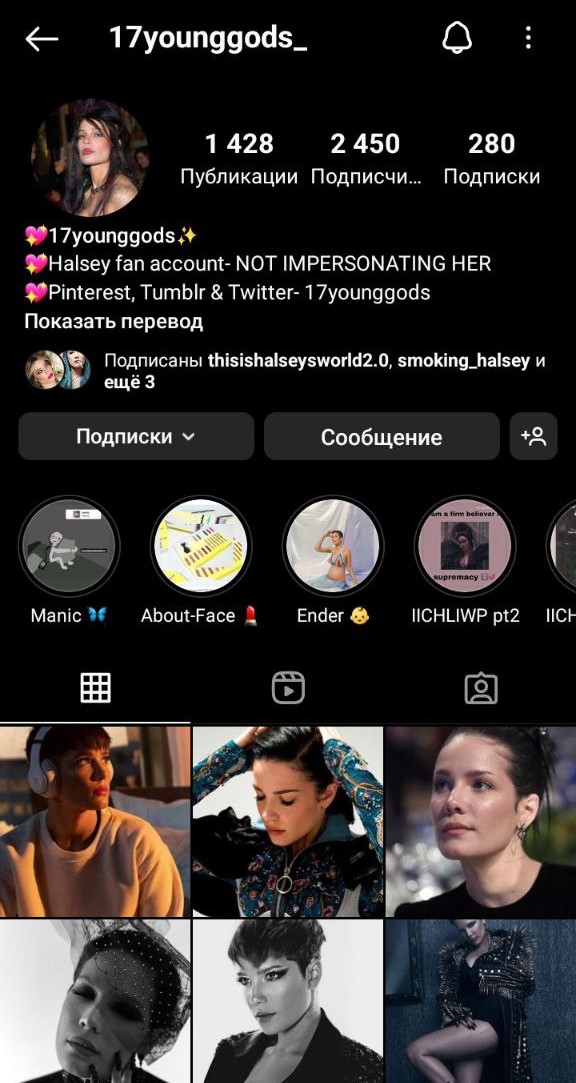 17younggods_
1 428 2 450 280
Публикации Подписчи... Подписки
💖17younggods✨
💖Halsey fan account- NOT IMPERSONATING HER
💖Pinterest, Tumblr & Twitter- 17younggods
Показать перевод
Подписаны thisishalseysworld2.0, smoking_halsey и
ещё 3
Подписки Сообщение
am a firm believer
supremacy
Manic 🦋 About-Face 💄 Ender 👶 IICHLIWP pt2 IICH